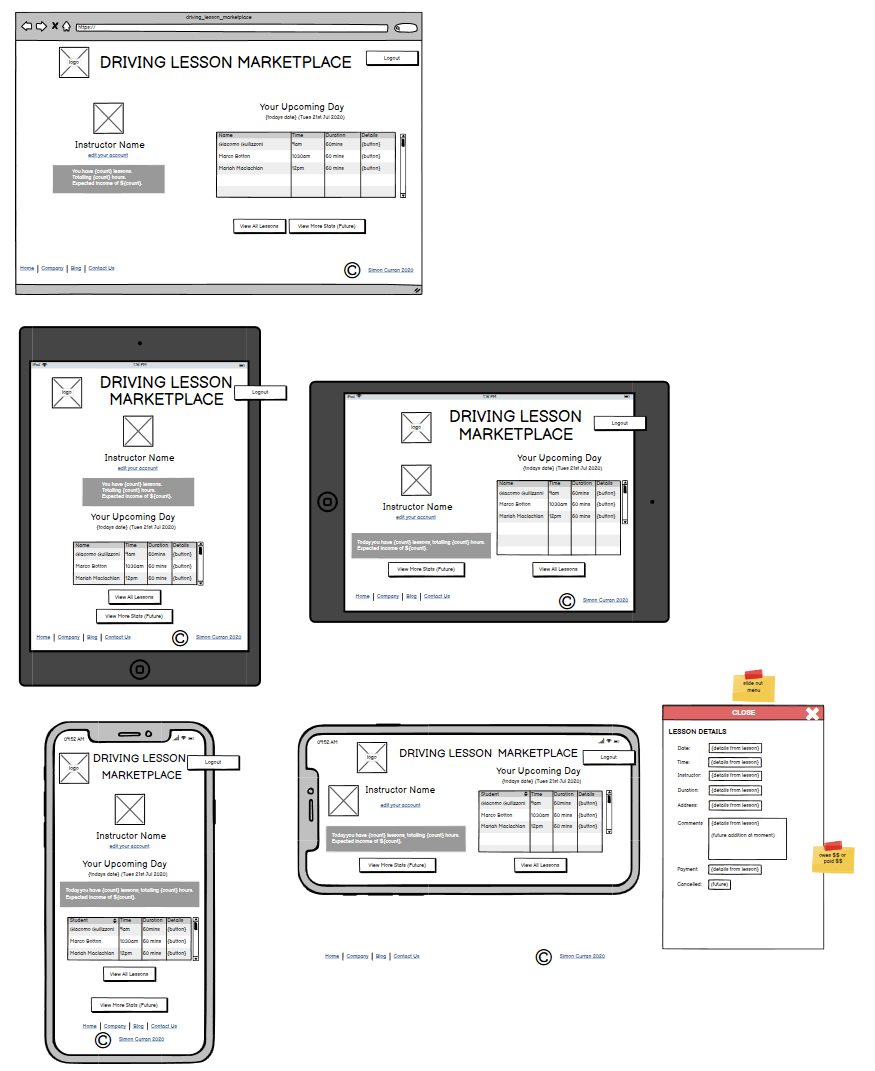 driving_lesson_marketplace
https://
logo
DRIVING LESSON MARKETPLACE
Logout
Instructor Name
edit your account
You have {count} lessons.
Totalling {count} hours.
Expected income of ${count}.
Your Upcoming Day
{todays date} (Tues 21st Jul 2020)
Name Time Duration Details
Giacomo Guilizzoni 9am 60mins {button}
Marco Botton 1030am 60 mins {button}
Mariah Maclachlan 12pm 60 mins {button}
View All Lessons
View More Stats (Future)
Home Company Blog Contact Us
© Simon Curran 2020
iPad 7:16 PM
logo
DRIVING LESSON
MARKETPLACE
Logout
Instructor Name
edit your account
You have {count} lessons.
Totalling {count} hours.
Expected income of ${count}.
Your Upcoming Day
{todays date} (Tues 21st Jul 2020)
Name Time Duration Details
Giacomo Guilizzoni 9am 60mins {button}
Marco Botton 1030am 60 mins {button}
Mariah Maclachlan 12pm 60 mins {button}
View All Lessons
View More Stats (Future)
Home Company Blog Contact Us
© Simon Curran 2020
iPad 7:16 PM
logo
DRIVING LESSON
MARKETPLACE
Logout
Instructor Name
edit your account
Today you have {count} lessons, totalling {count} hours.
Expected income of ${count}.
View More Stats (Future)
Your Upcoming Day
{todays date} (Tues 21st Jul 2020)
Name Time Duration Details
Giacomo Guilizzoni 9am 60mins {button}
Marco Botton 1030am 60 mins {button}
Mariah Maclachlan 12pm 60 mins {button}
View All Lessons
Home Company Blog Contact Us
© Simon Curran 2020
09:52 AM
logo
DRIVING LESSON
MARKETPLACE
Logout
Instructor Name
edit your account
Your Upcoming Day
{todays date} (Tues 21st Jul 2020)
Today you have {count} lessons, totalling {count} hours.
Expected income of ${count}.
Student Time Duration Details
Giacomo Guilizzoni 9am 60mins {button}
Marco Botton 1030am 60 mins {button}
Mariah Maclachlan 12pm 60 mins {button}
View All Lessons
View More Stats (Future)
Home Company Blog Contact Us
© Simon Curran 2020
09:52 AM
logo
DRIVING LESSON MARKETPLACE
Logout
Instructor Name
edit your account
Today you have {count} lessons, totalling {count} hours.
Expected income of ${count}.
View More Stats (Future)
Your Upcoming Day
{todays date} (Tues 21st Jul 2020)
Student Time Duration Details
Giacomo Guilizzoni 9am 60mins {button}
Marco Botton 1030am 60 mins {button}
Mariah Maclachlan 12pm 60 mins {button}
View All Lessons
Home Company Blog Contact Us
© Simon Curran 2020
slide out
menu
CLOSE
LESSON DETAILS
Date: {details from lesson}
Time: {details from lesson}
Instructor: {details from lesson}
Duration: {details from lesson}
Address: {details from lesson}
Comments {details from lesson}
(future addition at moment)
Payment: {details from lesson}
Cancelled: (future)
owes $$ or
paid $$